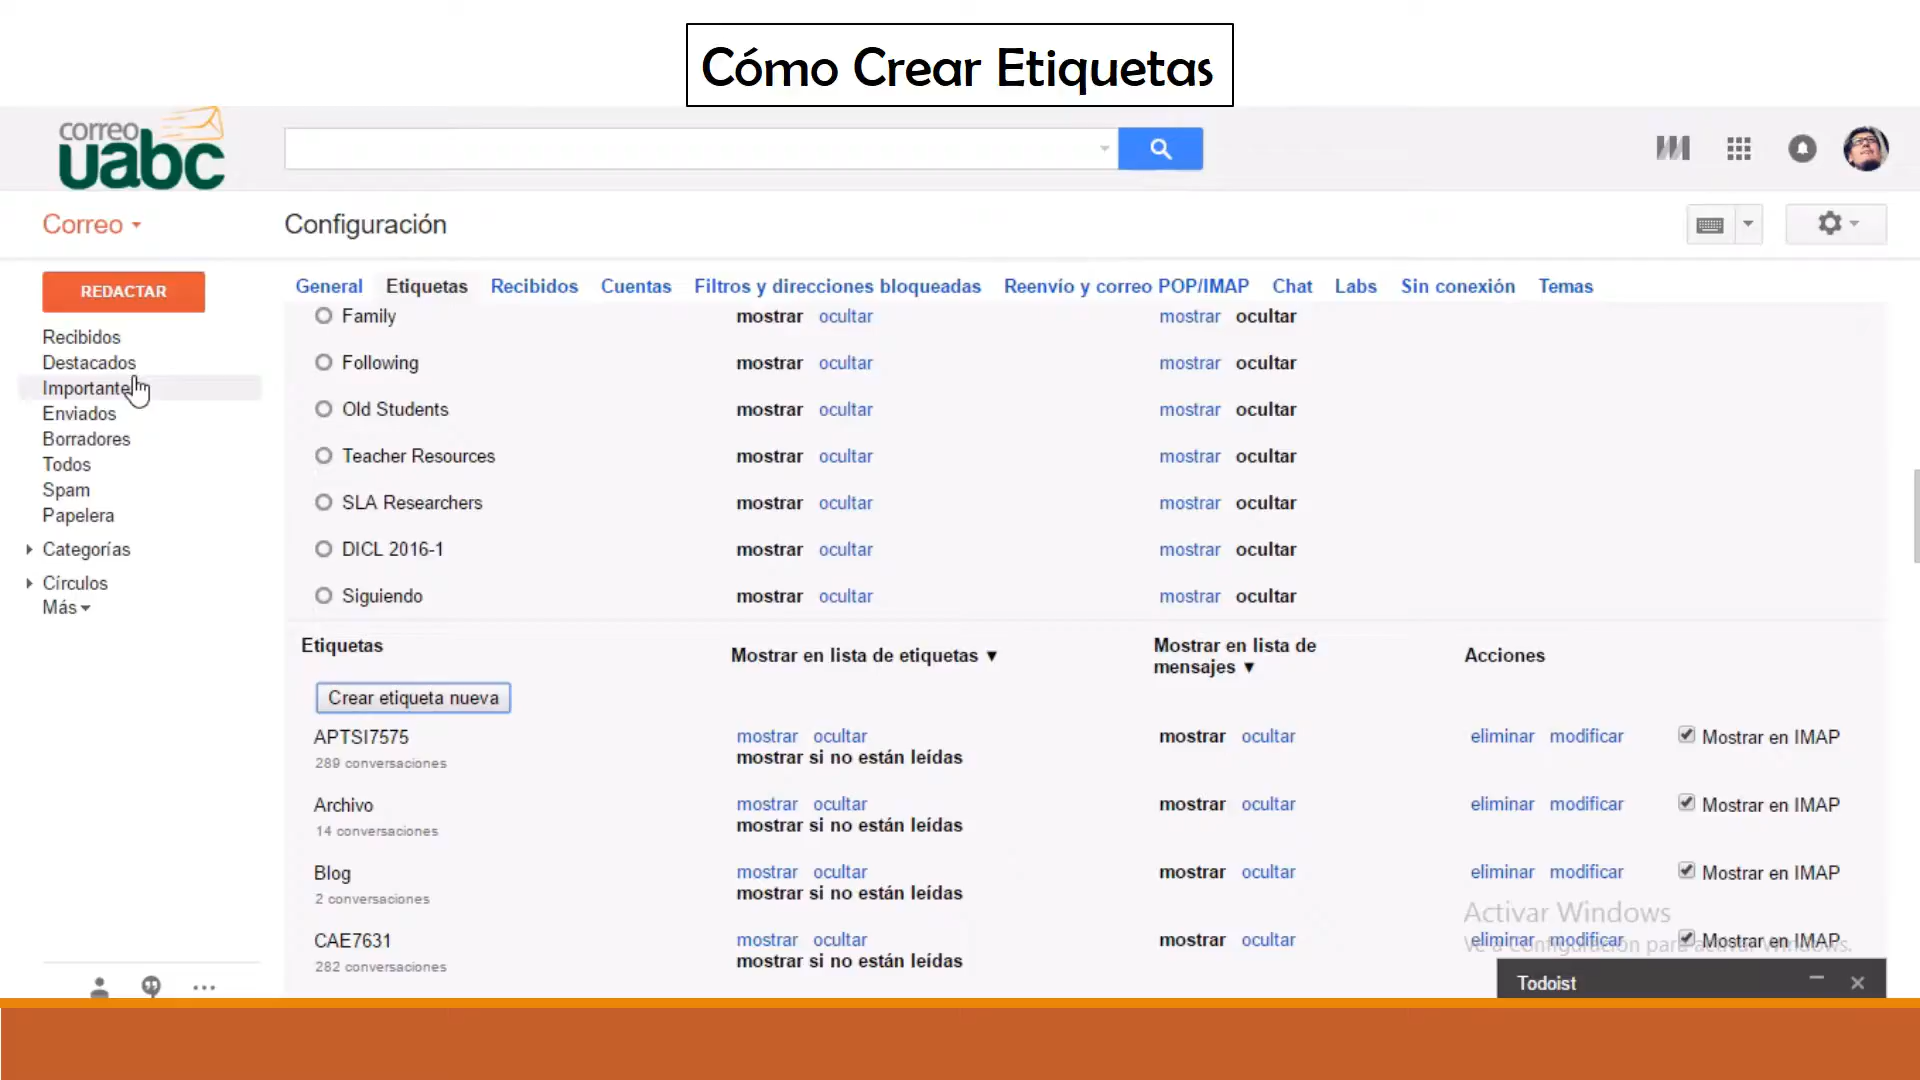 Cómo Crear Etiquetas
correo
uabc
Correo
Configuración
REDACTAR
General Etiquetas Recibidos Cuentas Filtros y direcciones bloqueadas Reenvío y correo POP/IMAP Chat Labs Sin conexión Temas
Recibidos
Destacados
Importante
Enviados
Borradores
Todos
Spam
Papelera
Categorías
Círculos
Más
Family mostrar ocultar mostrar ocultar
Following mostrar ocultar mostrar ocultar
Old Students mostrar ocultar mostrar ocultar
Teacher Resources mostrar ocultar mostrar ocultar
SLA Researchers mostrar ocultar mostrar ocultar
DICL 2016-1 mostrar ocultar mostrar ocultar
Siguiendo mostrar ocultar mostrar ocultar
Etiquetas
Mostrar en lista de etiquetas ▼
Mostrar en lista de
mensajes ▼
Acciones
Crear etiqueta nueva
APTSI7575 mostrar ocultar mostrar ocultar eliminar modificar Mostrar en IMAP
mostrar si no están leídas
289 conversaciones
Archivo mostrar ocultar mostrar ocultar eliminar modificar Mostrar en IMAP
mostrar si no están leídas
14 conversaciones
Blog mostrar ocultar mostrar ocultar eliminar modificar Mostrar en IMAP
mostrar si no están leídas
2 conversaciones
CAE7631 mostrar ocultar mostrar ocultar eliminar modificar Mostrar en IMAP
mostrar si no están leídas
282 conversaciones
Activar Windows
Ve a Configuración para activar Windows.
Todoist